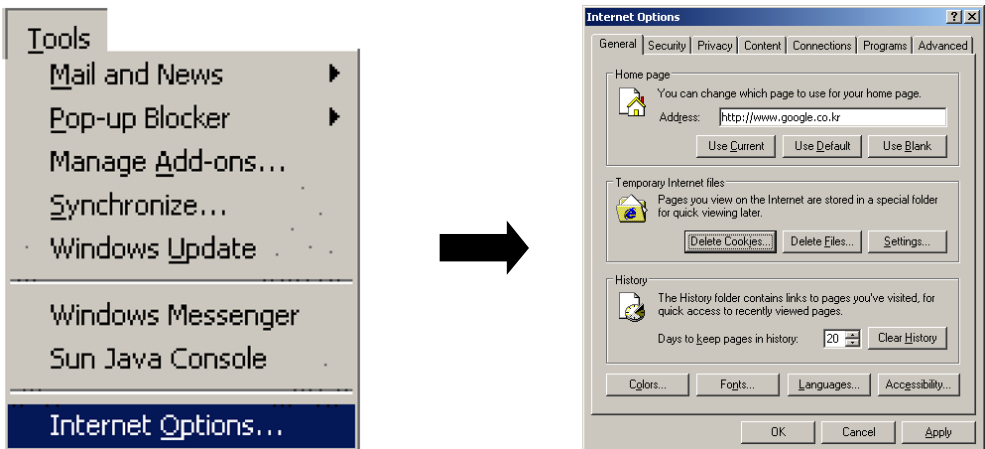 Tools
Mail and News
Pop-up Blocker
Manage Add-ons...
Synchronize...
Windows Update
Windows Messenger
Sun Java Console
Internet Options...
Internet Options
General Security Privacy Content Connections Programs Advanced
Home page
You can change which page to use for your home page.
Address: http://www.google.co.kr
Use Current Use Default Use Blank
Temporary Internet files
Pages you view on the Internet are stored in a special folder
for quick viewing later.
Delete Cookies... Delete Files... Settings...
History
The History folder contains links to pages you've visited, for
quick access to recently viewed pages.
Days to keep pages in history: 20 Clear History
Colors... Fonts... Languages... Accessibility...
OK Cancel Apply